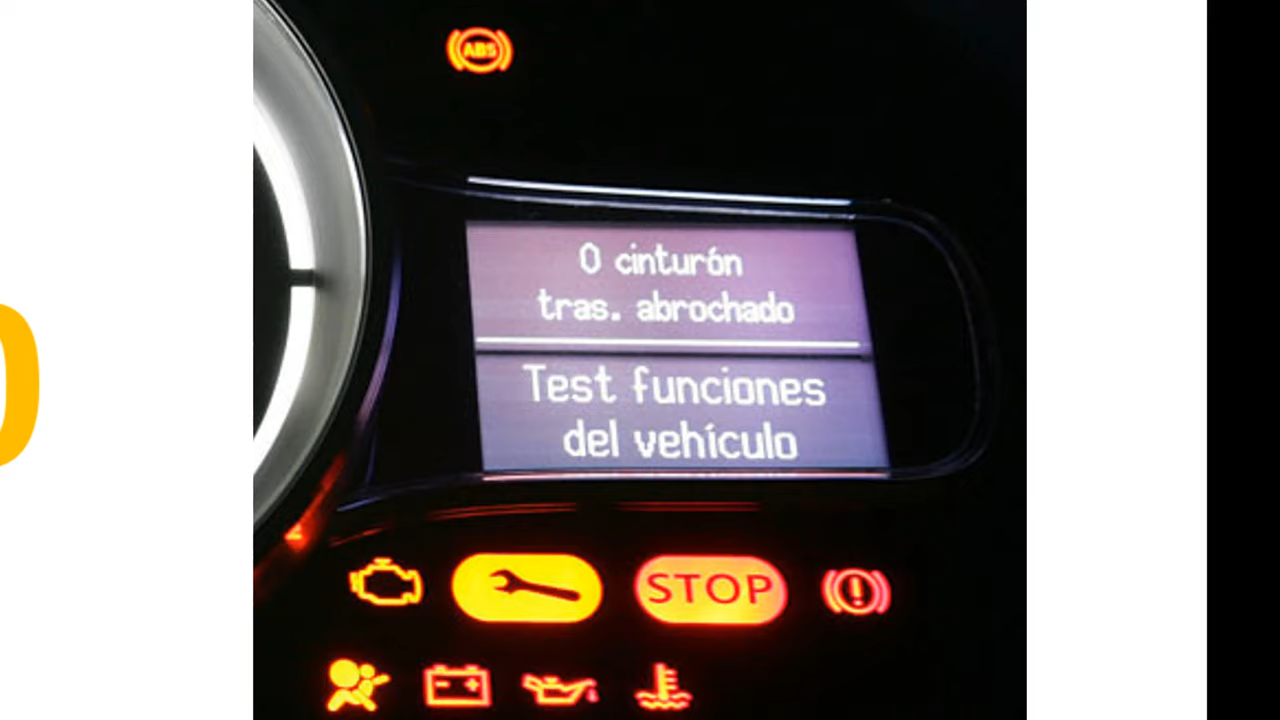 ABS
0 cinturón
tras. abrochado
Test funciones
del vehículo
STOP